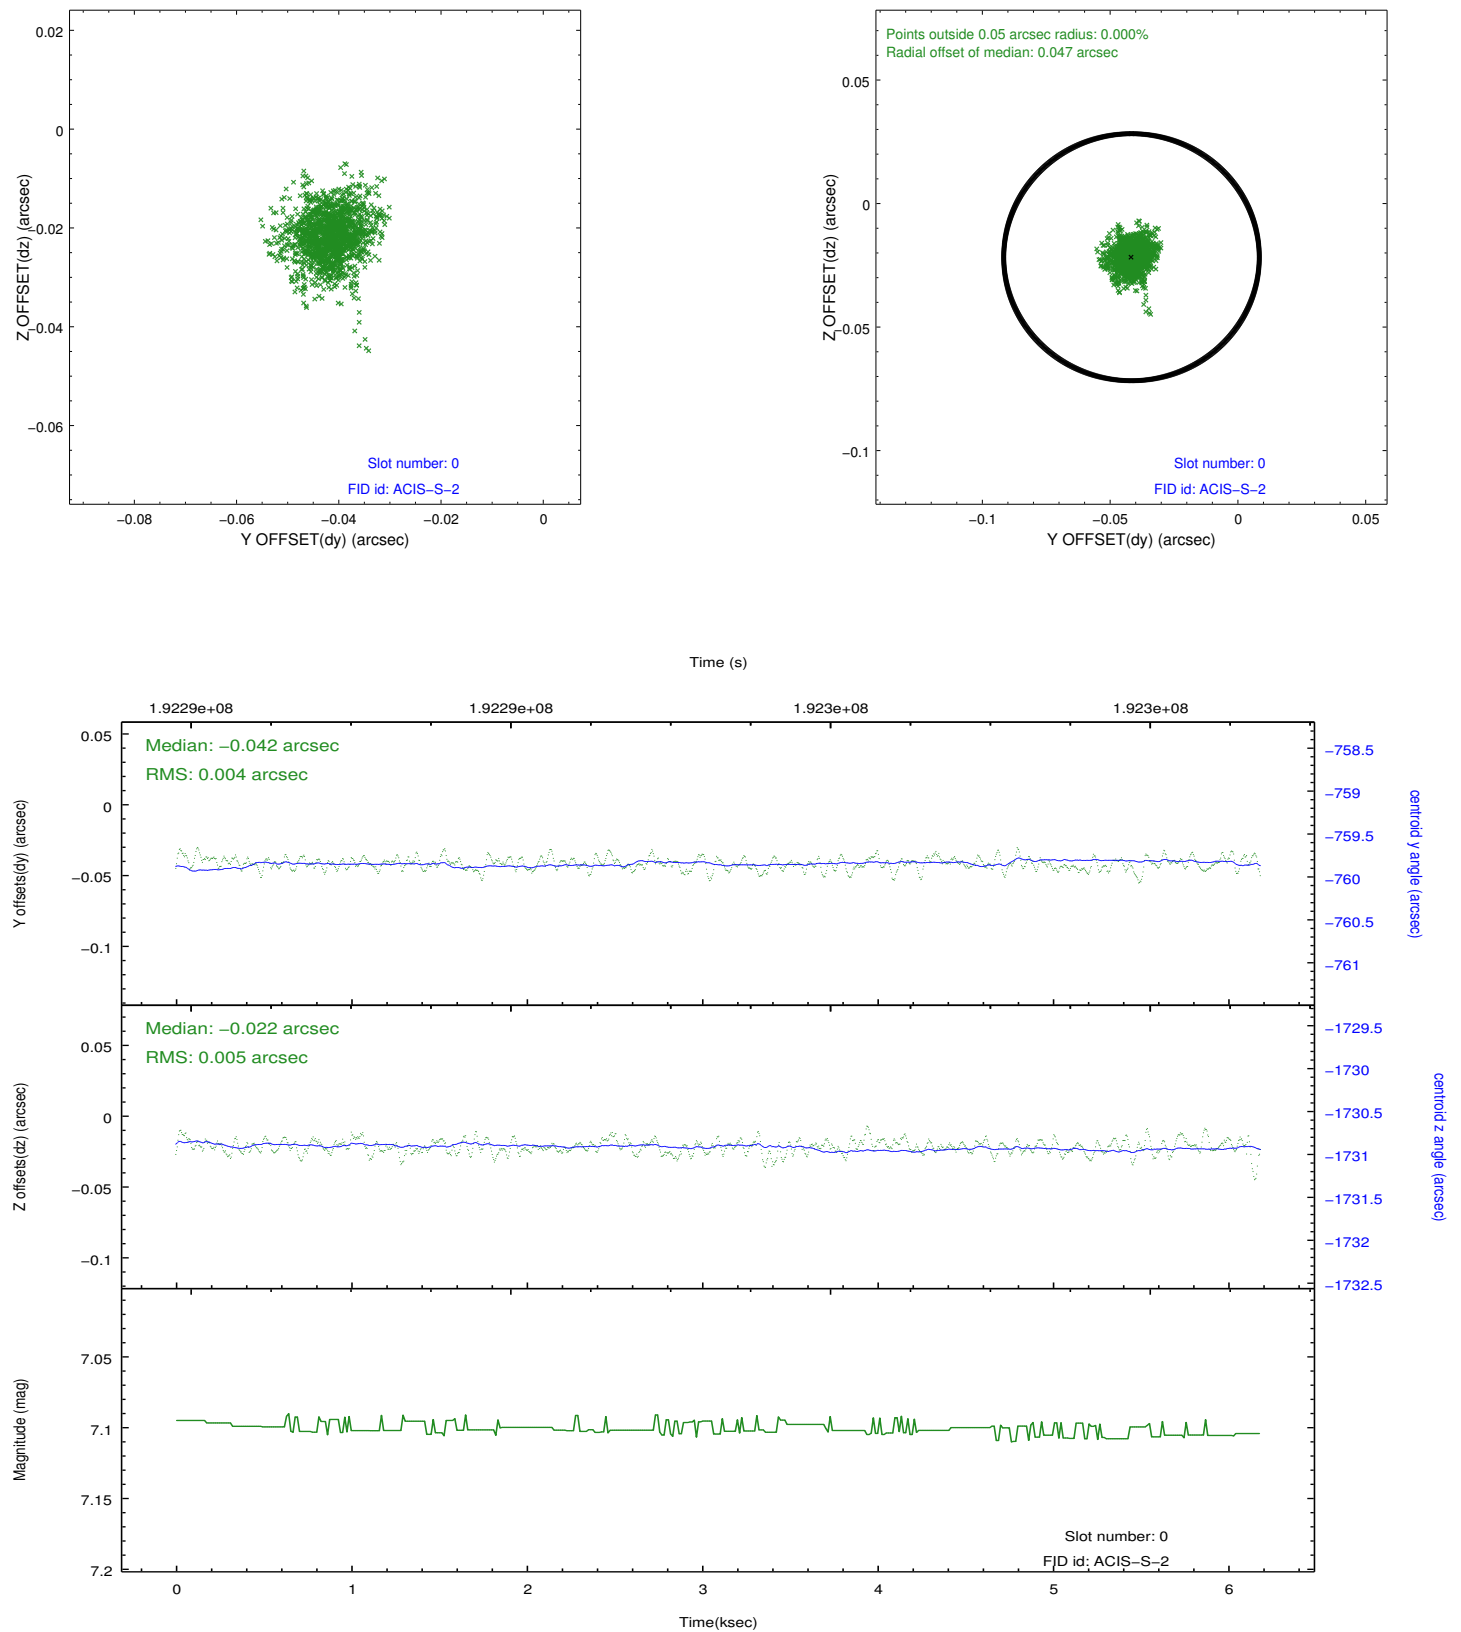 0.02
0
−0.02
−0.04
−0.06
Z OFFSET(dz) (arcsec)
Slot number: 0
FID id: ACIS−S−2
−0.08
−0.06
−0.04
−0.02
0
Y OFFSET(dy) (arcsec)
Points outside 0.05 arcsec radius: 0.000%
Radial offset of median: 0.047 arcsec
0.05
0
−0.05
−0.1
Z OFFSET(dz) (arcsec)
Slot number: 0
FID id: ACIS−S−2
−0.1
−0.05
0
0.05
Y OFFSET(dy) (arcsec)
Time (s)
1.9229e+08
1.9229e+08
1.923e+08
1.923e+08
Median: −0.042 arcsec
RMS: 0.004 arcsec
0.05
0
−0.05
−0.1
Y offsets(dy) (arcsec)
−758.5
−759
−759.5
−760
−760.5
−761
centroid y angle (arcsec)
Median: −0.022 arcsec
RMS: 0.005 arcsec
0.05
0
−0.05
−0.1
Z offsets(dz) (arcsec)
−1729.5
−1730
−1730.5
−1731
−1731.5
−1732
−1732.5
centroid z angle (arcsec)
7.05
7.1
7.15
7.2
Magnitude (mag)
Slot number: 0
FID id: ACIS−S−2
0
1
2
3
4
5
6
Time(ksec)